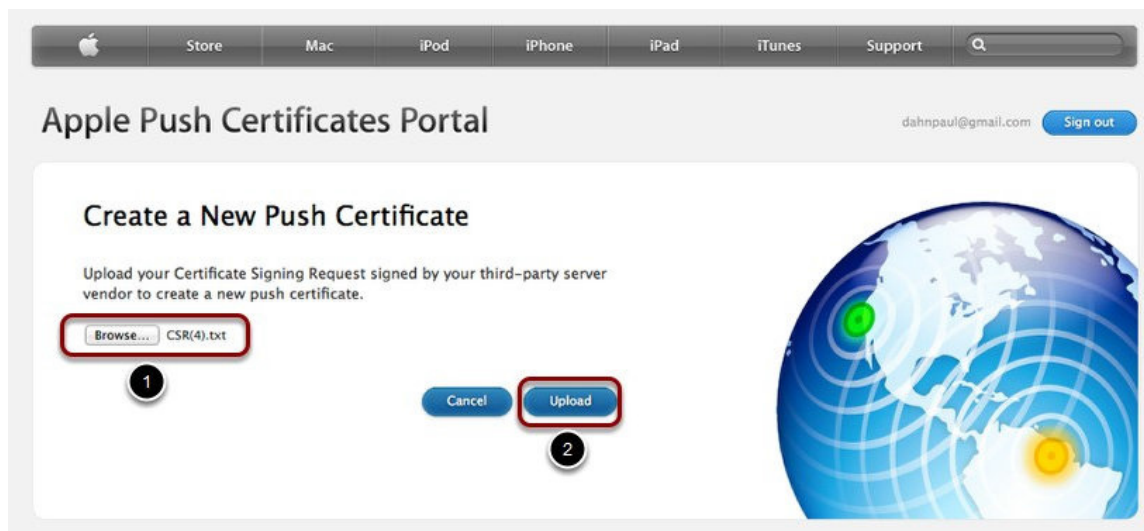 Store Mac iPod iPhone iPad iTunes Support
Apple Push Certificates Portal
dahnpaul@gmail.com Sign out
Create a New Push Certificate
Upload your Certificate Signing Request signed by your third-party server
vendor to create a new push certificate.
Browse... CSR(4).txt
1
Cancel Upload
2